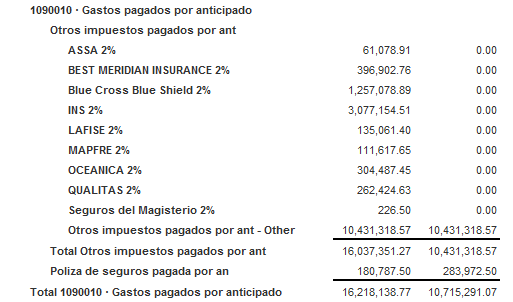 1090010 · Gastos pagados por anticipado
Otros impuestos pagados por ant
ASSA 2% 61,078.91 0.00
BEST MERIDIAN INSURANCE 2% 396,902.76 0.00
Blue Cross Blue Shield 2% 1,257,078.89 0.00
INS 2% 3,077,154.51 0.00
LAFISE 2% 135,061.40 0.00
MAPFRE 2% 111,617.65 0.00
OCEANICA 2% 304,487.45 0.00
QUALITAS 2% 262,424.63 0.00
Seguros del Magisterio 2% 226.50 0.00
Otros impuestos pagados por ant - Other 10,431,318.57 10,431,318.57
Total Otros impuestos pagados por ant 16,037,351.27 10,431,318.57
Poliza de seguros pagada por an 180,787.50 283,972.50
Total 1090010 · Gastos pagados por anticipado 16,218,138.77 10,715,291.07